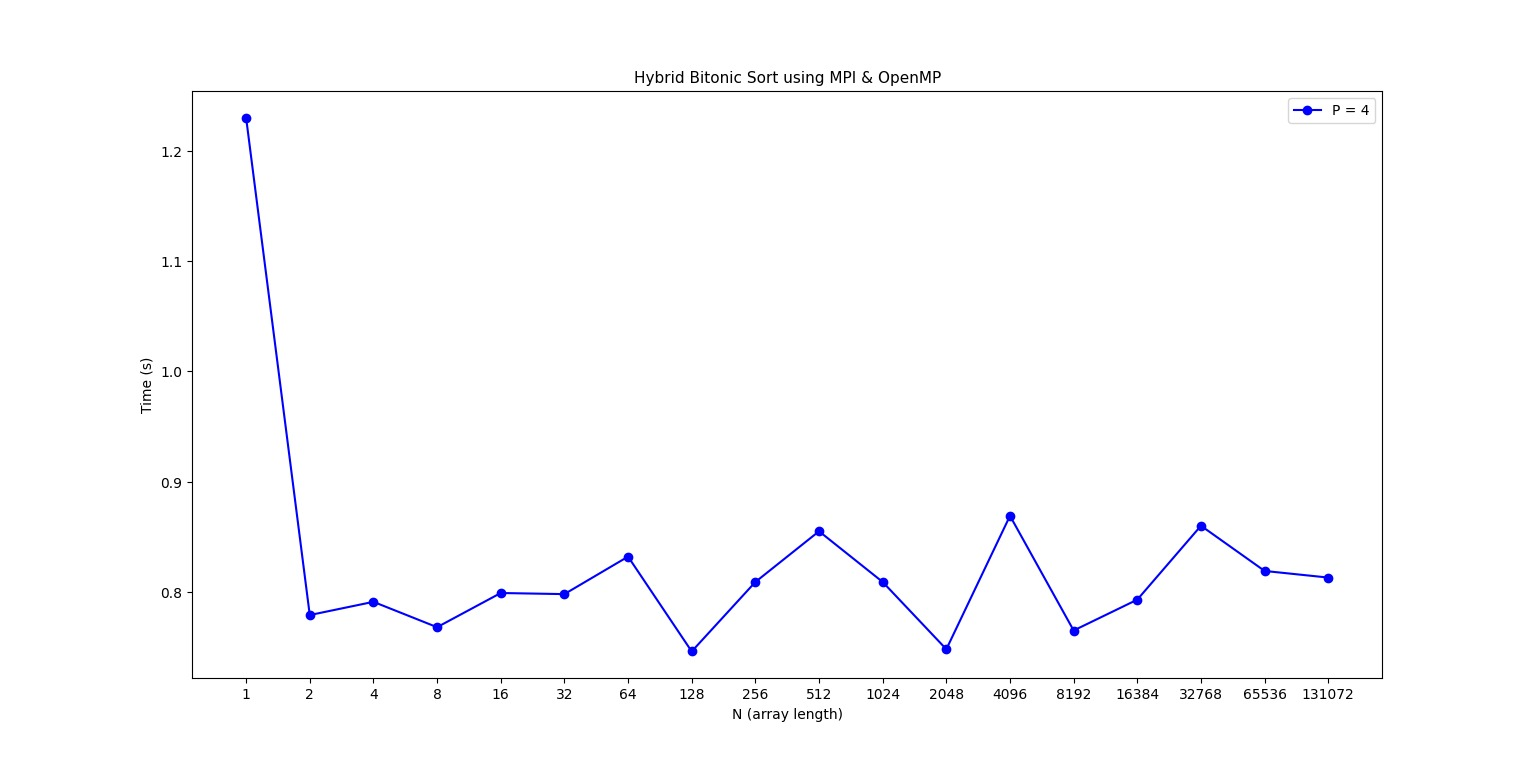 Hybrid Bitonic Sort using MPI & OpenMP
P = 4
1.2
1.1
1.0
0.9
0.8
Time (s)
1 2 4 8 16 32 64 128 256 512 1024 2048 4096 8192 16384 32768 65536 131072
N (array length)